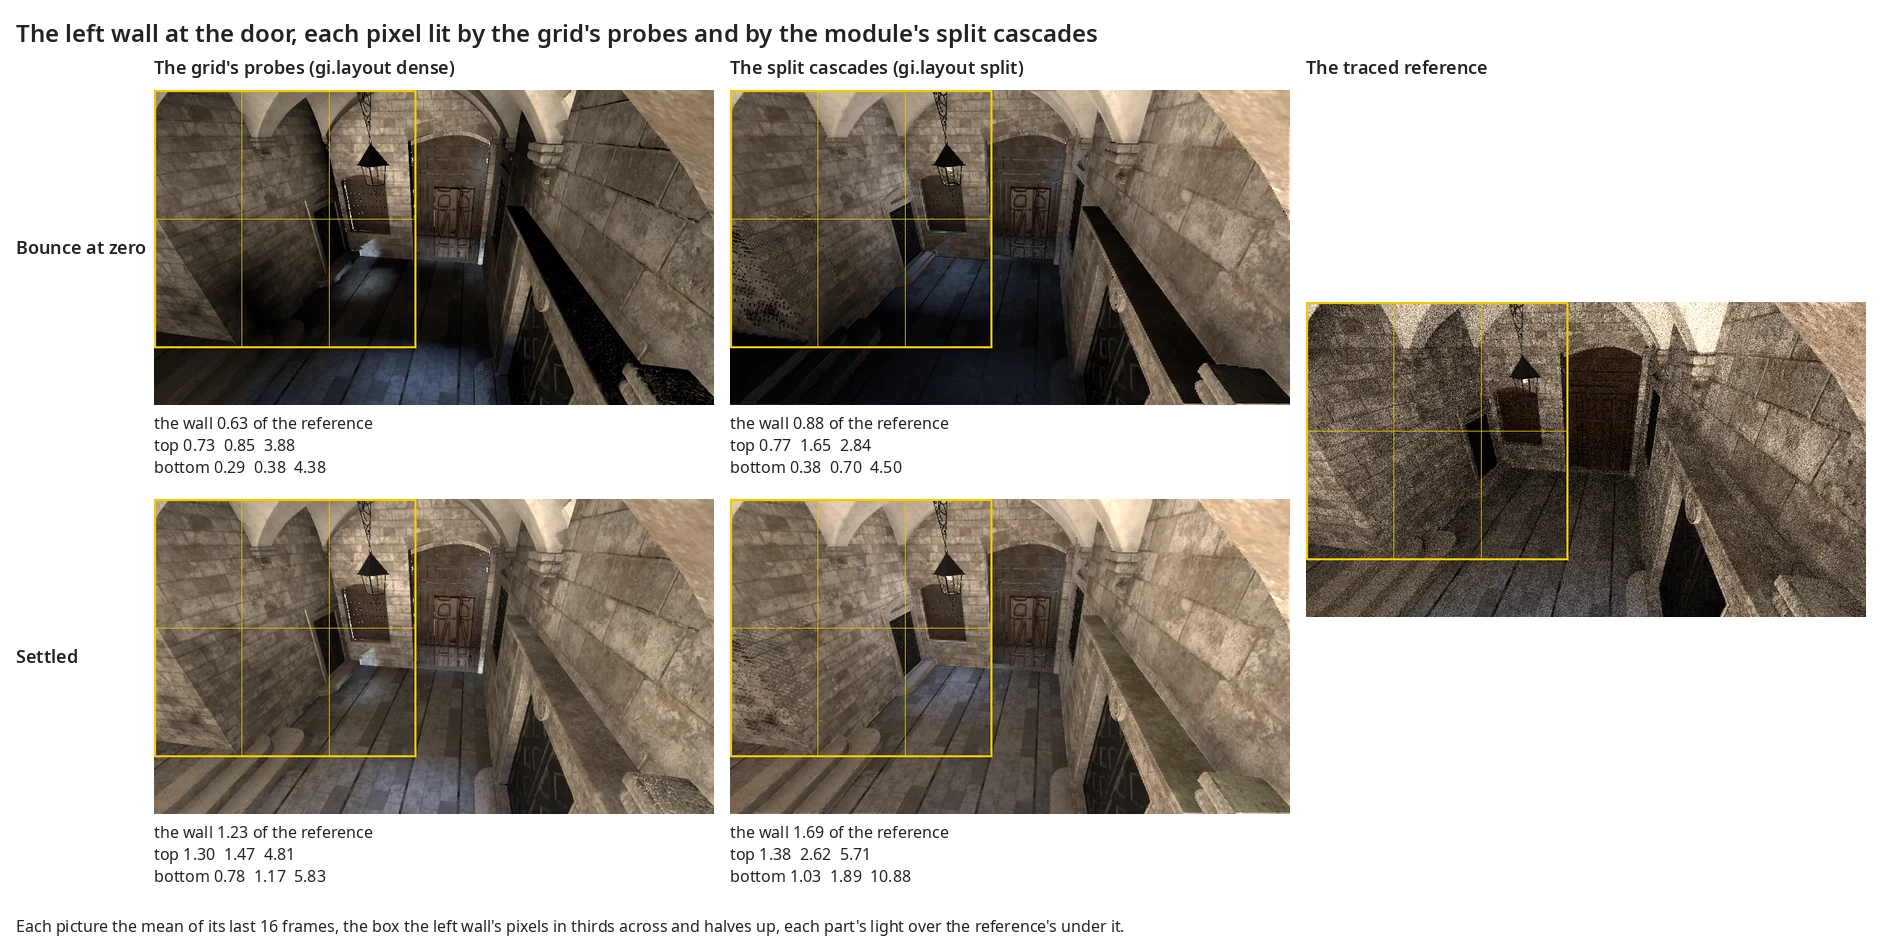 The left wall at the door, each pixel lit by the grid's probes and by the module's split cascades
The grid's probes (gi.layout dense)
The split cascades (gi.layout split)
The traced reference
Bounce at zero
the wall 0.63 of the reference
top 0.73 0.85 3.88
bottom 0.29 0.38 4.38
the wall 0.88 of the reference
top 0.77 1.65 2.84
bottom 0.38 0.70 4.50
Settled
the wall 1.23 of the reference
top 1.30 1.47 4.81
bottom 0.78 1.17 5.83
the wall 1.69 of the reference
top 1.38 2.62 5.71
bottom 1.03 1.89 10.88
Each picture the mean of its last 16 frames, the box the left wall's pixels in thirds across and halves up, each part's light over the reference's under it.